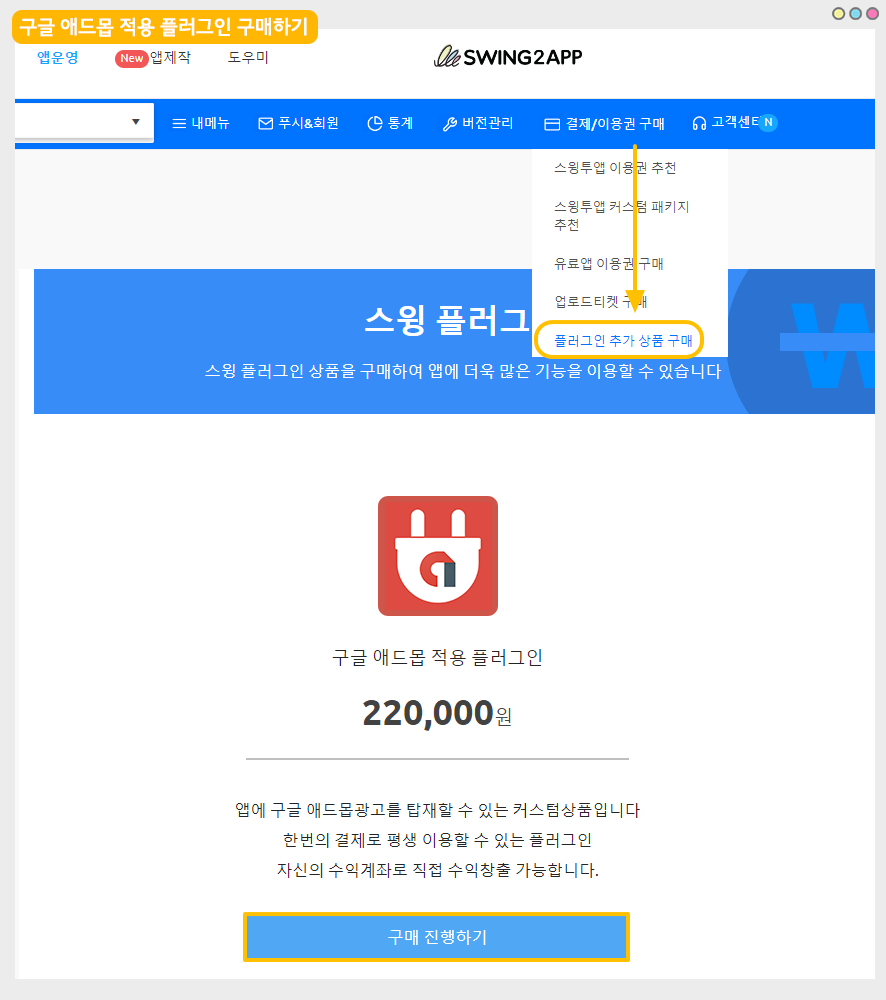 구글 애드몹 적용 플러그인 구매하기
앱운영 New 앱제작 도우미 SWING2APP
내메뉴 푸시&회원 통계 버전관리 결제/이용권 구매 고객센터 N
스윙투앱 이용권 추천
스윙투앱 커스텀 패키지
추천
유료앱 이용권 구매
업로드티켓 구매
플러그인 추가 상품 구매
스윙 플러그
스윙 플러그인 상품을 구매하여 앱에 더욱 많은 기능을 이용할 수 있습니다
구글 애드몹 적용 플러그인
220,000원
앱에 구글 애드몹광고를 탑재할 수 있는 커스텀상품입니다
한번의 결제로 평생 이용할 수 있는 플러그인
자신의 수익계좌로 직접 수익창출 가능합니다.
구매 진행하기